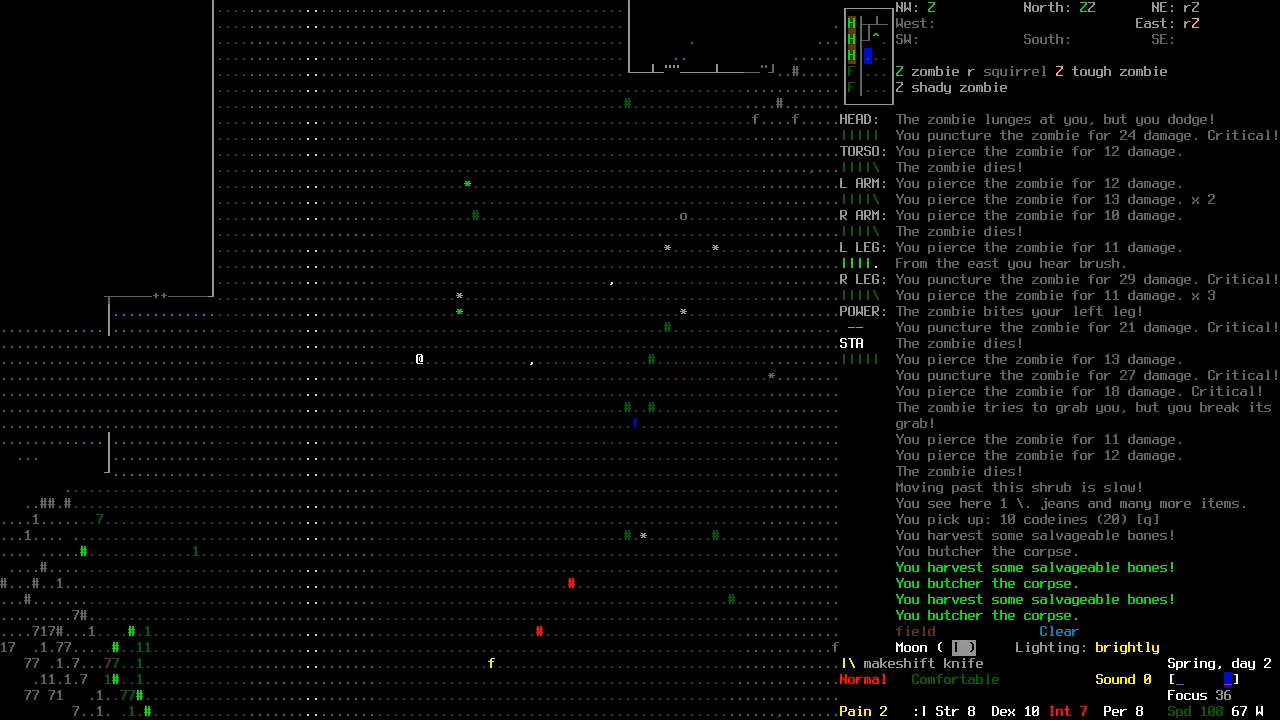 NW: Z North: ZZ NE: rZ
West: East: rZ
SW: South: SE:
Z zombie r squirrel Z tough zombie
Z shady zombie
HEAD: The zombie lunges at you, but you dodge!
||||| You puncture the zombie for 24 damage. Critical!
TORSO: You pierce the zombie for 12 damage.
||||\ The zombie dies!
L ARM: You pierce the zombie for 12 damage.
||||\ You pierce the zombie for 13 damage. x 2
R ARM: You pierce the zombie for 10 damage.
||||\ The zombie dies!
L LEG: You pierce the zombie for 11 damage.
||||. From the east you hear brush.
R LEG: You puncture the zombie for 29 damage. Critical!
||||\ You pierce the zombie for 11 damage. x 3
POWER: The zombie bites your left leg!
-- You puncture the zombie for 21 damage. Critical!
STA The zombie dies!
||||| You pierce the zombie for 13 damage.
You puncture the zombie for 27 damage. Critical!
You pierce the zombie for 18 damage. Critical!
The zombie tries to grab you, but you break its
grab!
You pierce the zombie for 11 damage.
You pierce the zombie for 12 damage.
The zombie dies!
Moving past this shrub is slow!
You see here 1 \. jeans and many more items.
You pick up: 10 codeines (20) [q]
You harvest some salvageable bones!
You butcher the corpse.
You harvest some salvageable bones!
You butcher the corpse.
You harvest some salvageable bones!
You butcher the corpse.
field Clear
Moon ( | ) Lighting: brightly
|\ makeshift knife Spring, day 2
Normal Comfortable Sound 0 [_ _]
Focus 36
Pain 2 :| Str 8 Dex 10 Int 7 Per 8 Spd 108 67 W